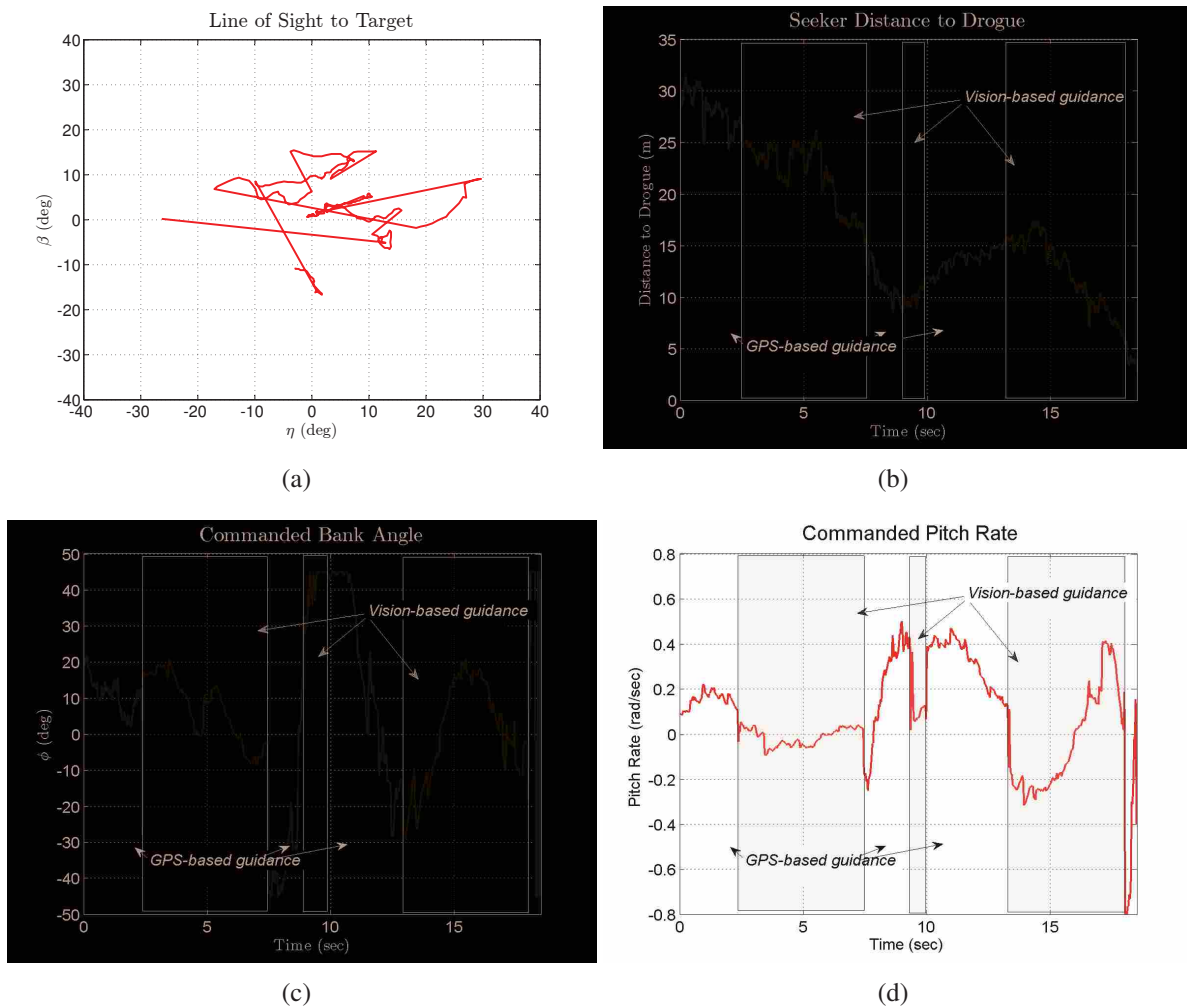 Line of Sight to Target
40
30
20
10
0
-10
-20
-30
-40
β (deg)
-40 -30 -20 -10 0 10 20 30 40
η (deg)
(a)
Seeker Distance to Drogue
35
30
25
20
15
10
5
0
Distance to Drogue (m)
Vision-based guidance
GPS-based guidance
0 5 10 15
Time (sec)
(b)
Commanded Bank Angle
50
40
30
20
10
0
-10
-20
-30
-40
-50
ϕ (deg)
Vision-based guidance
GPS-based guidance
0 5 10 15
Time (sec)
(c)
Commanded Pitch Rate
0.8
0.6
0.4
0.2
0
-0.2
-0.4
-0.6
-0.8
Pitch Rate (rad/sec)
Vision-based guidance
GPS-based guidance
0 5 10 15
Time (sec)
(d)